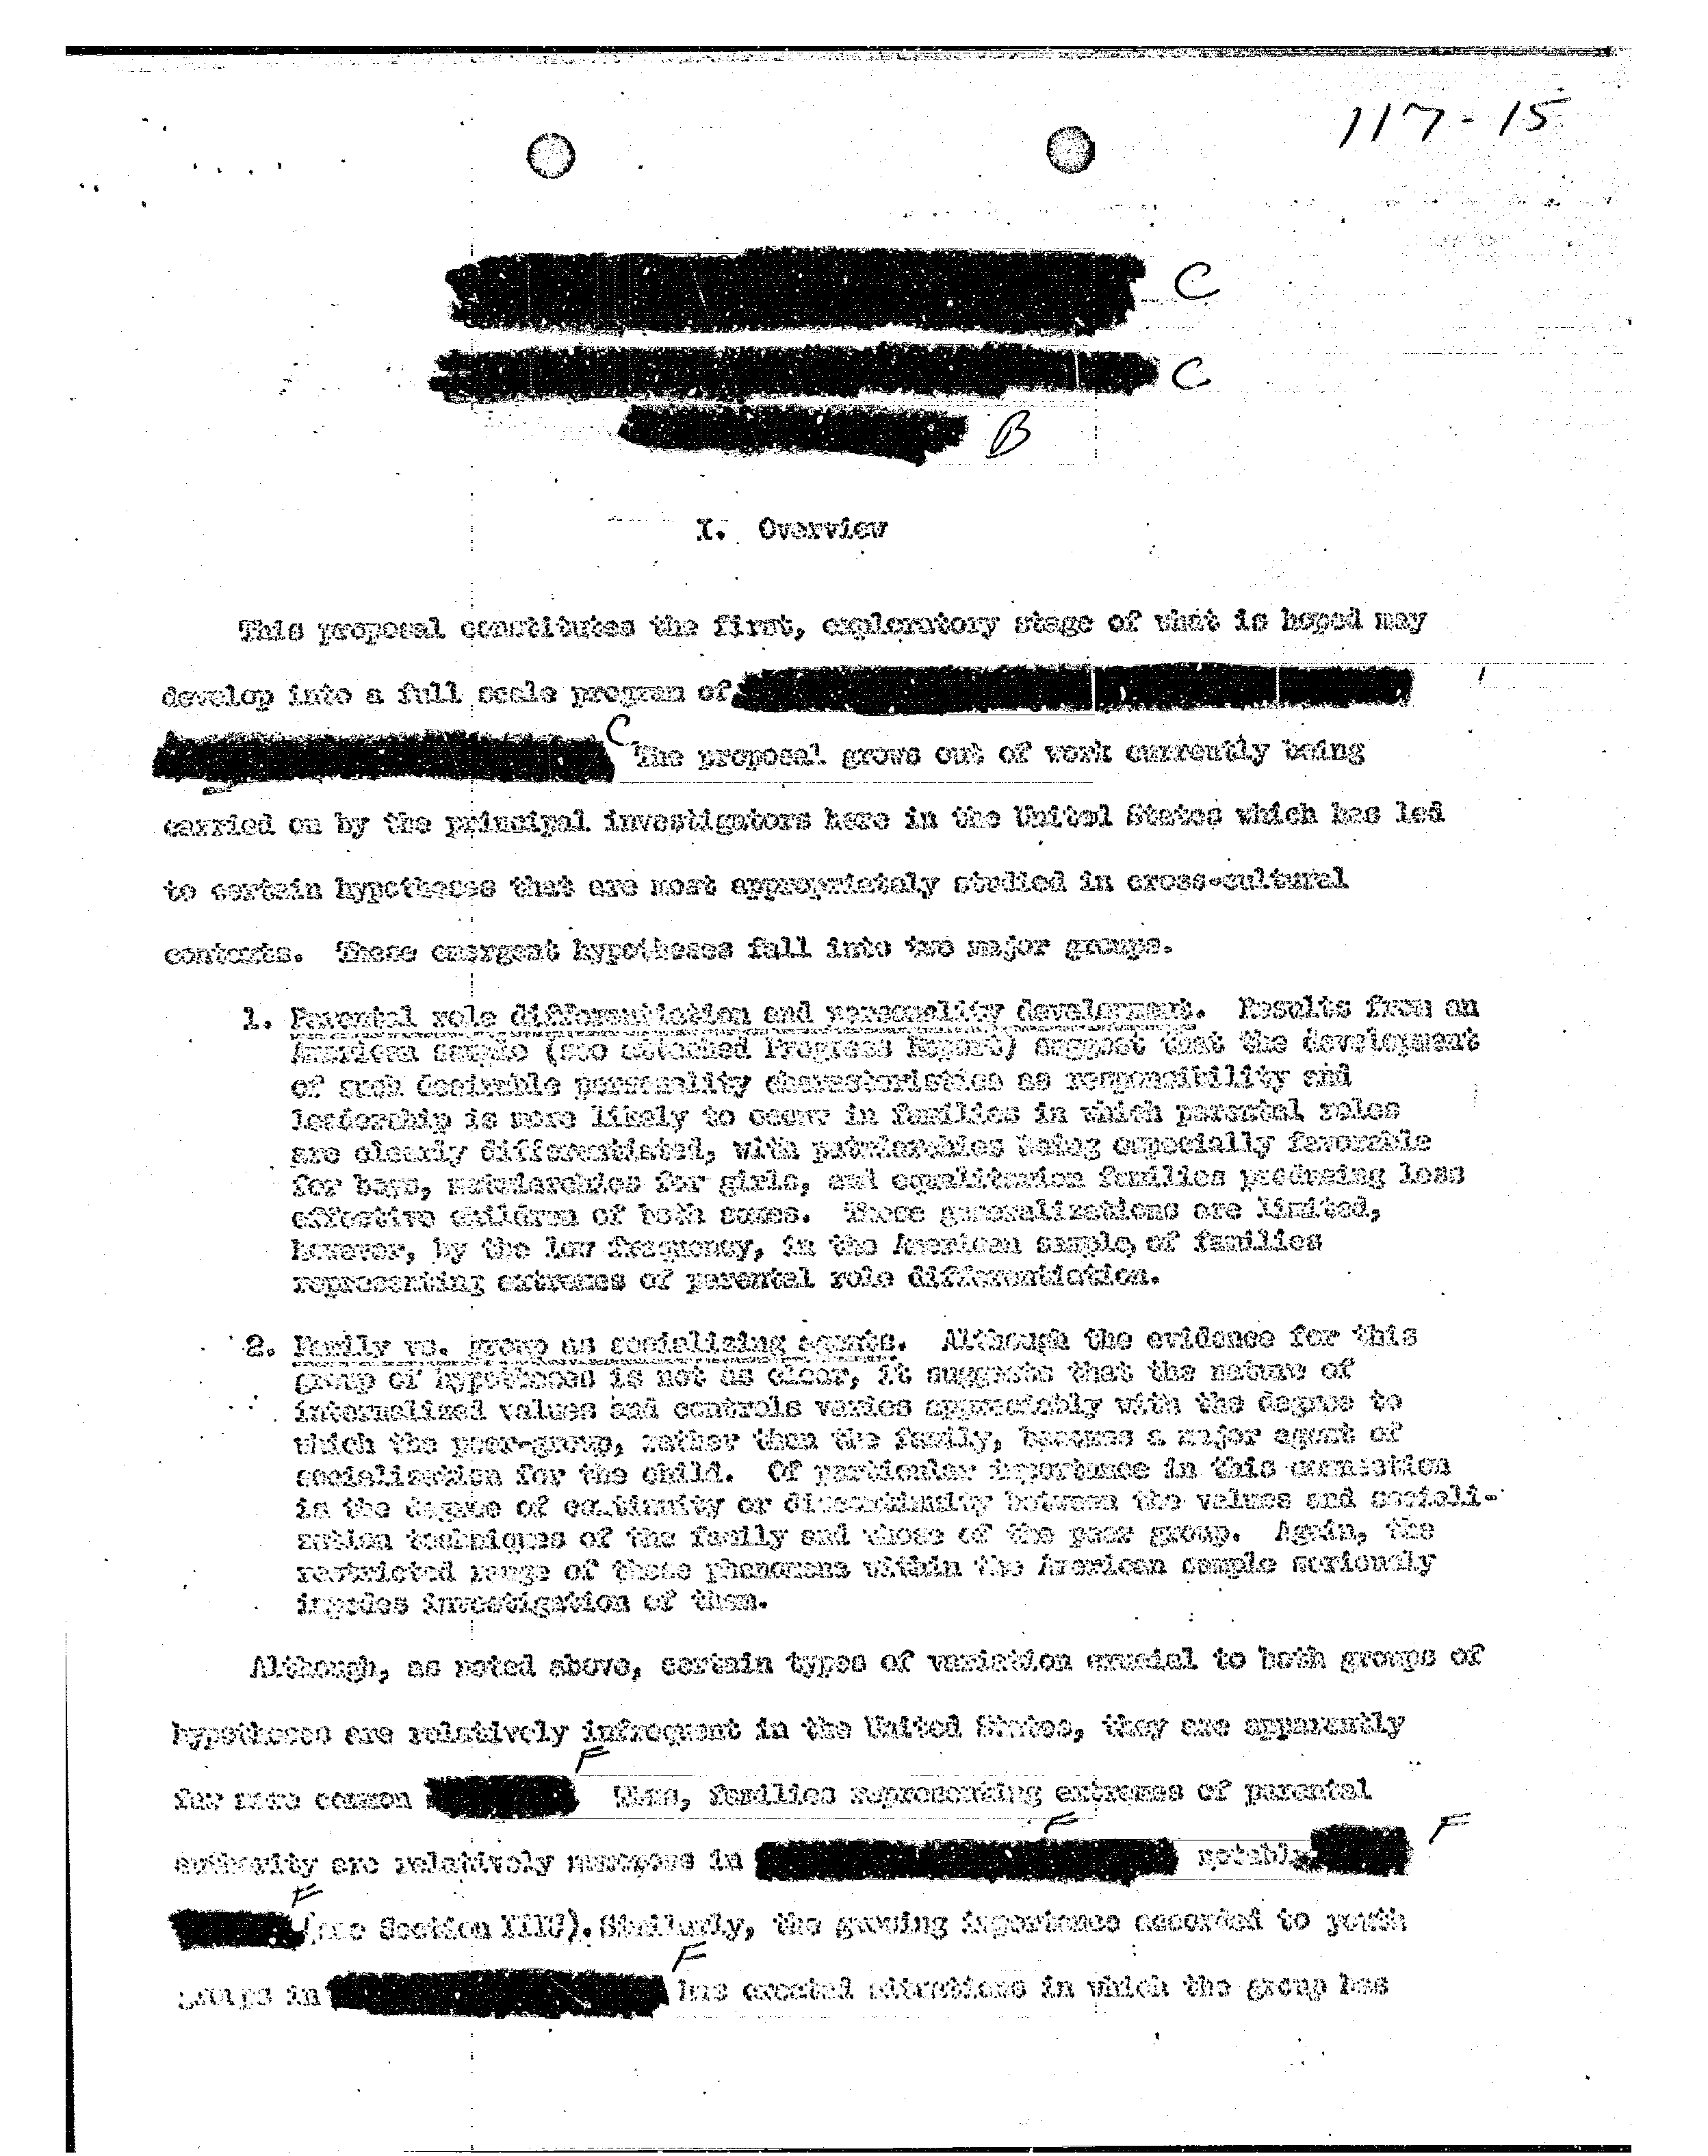 117-15
C
C
B
I. Overview
This proposal constitutes the first, exploratory stage of what is hoped may
develop into a full scale program of
C The proposal grows out of work currently being
carried on by the principal investigators here in the United States which has led
to certain hypotheses that are most appropriately studied in cross-cultural
contexts. These emergent hypotheses fall into two major groups.
1. Parental role differentiation and personality development. Results from an
American sample (see attached Progress Report) suggest that the development
of such desirable personality characteristics as responsibility and
leadership is more likely to occur in families in which parental roles
are clearly differentiated, with patriarchies being especially favorable
for boys, matriarchies for girls, and equalitarian families producing less
effective children of both sexes. These generalizations are limited,
however, by the low frequency, in the American sample, of families
representing extremes of parental role differentiation.
2. Family vs. group as socializing agents. Although the evidence for this
group of hypotheses is not as clear, it suggests that the nature of
internalized values and controls varies appreciably with the degree to
which the peer-group, rather than the family, becomes a major agent of
socialization for the child. Of particular importance in this connection
is the degree of continuity or discontinuity between the values and sociali-
zation techniques of the family and those of the peer group. Again, the
restricted range of these phenomena within the American sample seriously
impedes investigation of them.
Although, as noted above, certain types of variation crucial to both groups of
hypotheses are relatively infrequent in the United States, they are apparently
F
far more common Thus, families representing extremes of parental
F F
authority are relatively numerous in notably
F
(see Section IIIB). Similarly, the growing importance accorded to youth
F
groups in has created situations in which the group has